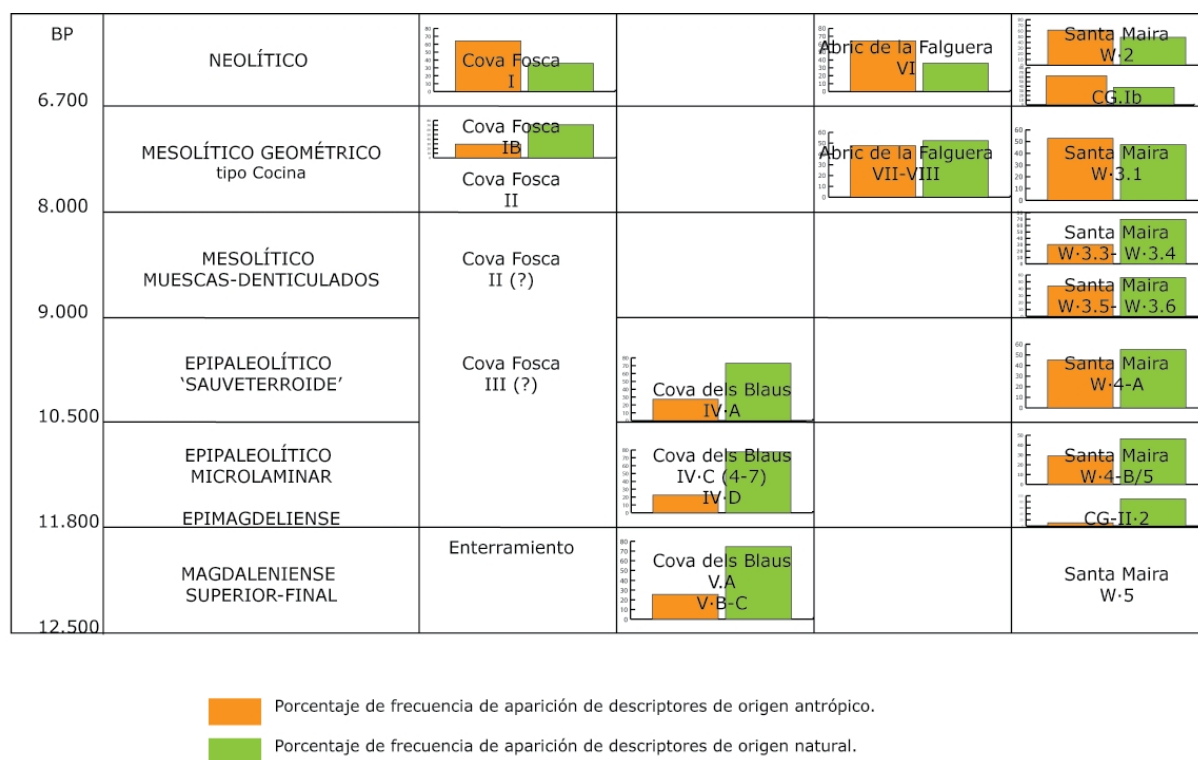 BP
NEOLÍTICO
Cova Fosca
I
Abric de la Falguera
VI
Santa Maira
W·2
CG.Ib
6.700
MESOLÍTICO GEOMÉTRICO
tipo Cocina
Cova Fosca
IB
Cova Fosca
II
Abric de la Falguera
VII-VIII
Santa Maira
W·3.1
8.000
MESOLÍTICO
MUESCAS-DENTICULADOS
Cova Fosca
II (?)
Santa Maira
W·3.3- W·3.4
Santa Maira
W·3.5- W·3.6
9.000
EPIPALEOLÍTICO
‘SAUVETERROIDE’
Cova Fosca
III (?)
Cova dels Blaus
IV·A
Santa Maira
W·4-A
10.500
EPIPALEOLÍTICO
MICROLAMINAR
EPIMAGDELIENSE
Cova dels Blaus
IV·C (4-7)
IV·D
Santa Maira
W·4-B/5
CG-II·2
11.800
MAGDALENIENSE
SUPERIOR-FINAL
Enterramiento
Cova dels Blaus
V.A
V·B-C
Santa Maira
W·5
12.500
Porcentaje de frecuencia de aparición de descriptores de origen antrópico.
Porcentaje de frecuencia de aparición de descriptores de origen natural.